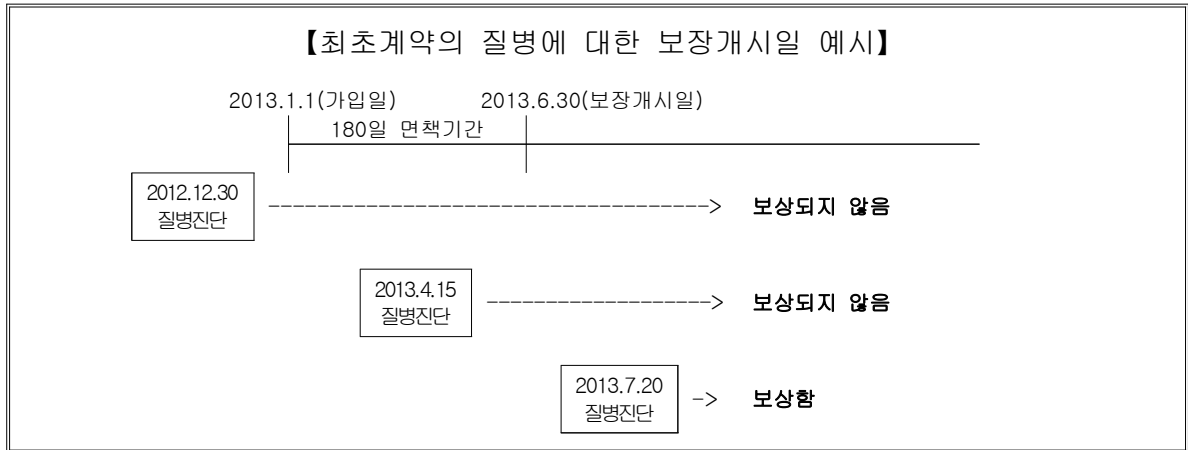 【최초계약의 질병에 대한 보장개시일 예시】
2013.1.1(가입일) 2013.6.30(보장개시일)
180일 면책기간
2012.12.30
질병진단
-----------------------------------> 보상되지 않음
2013.4.15
질병진단
-------------------> 보상되지 않음
2013.7.20
질병진단
-> 보상함